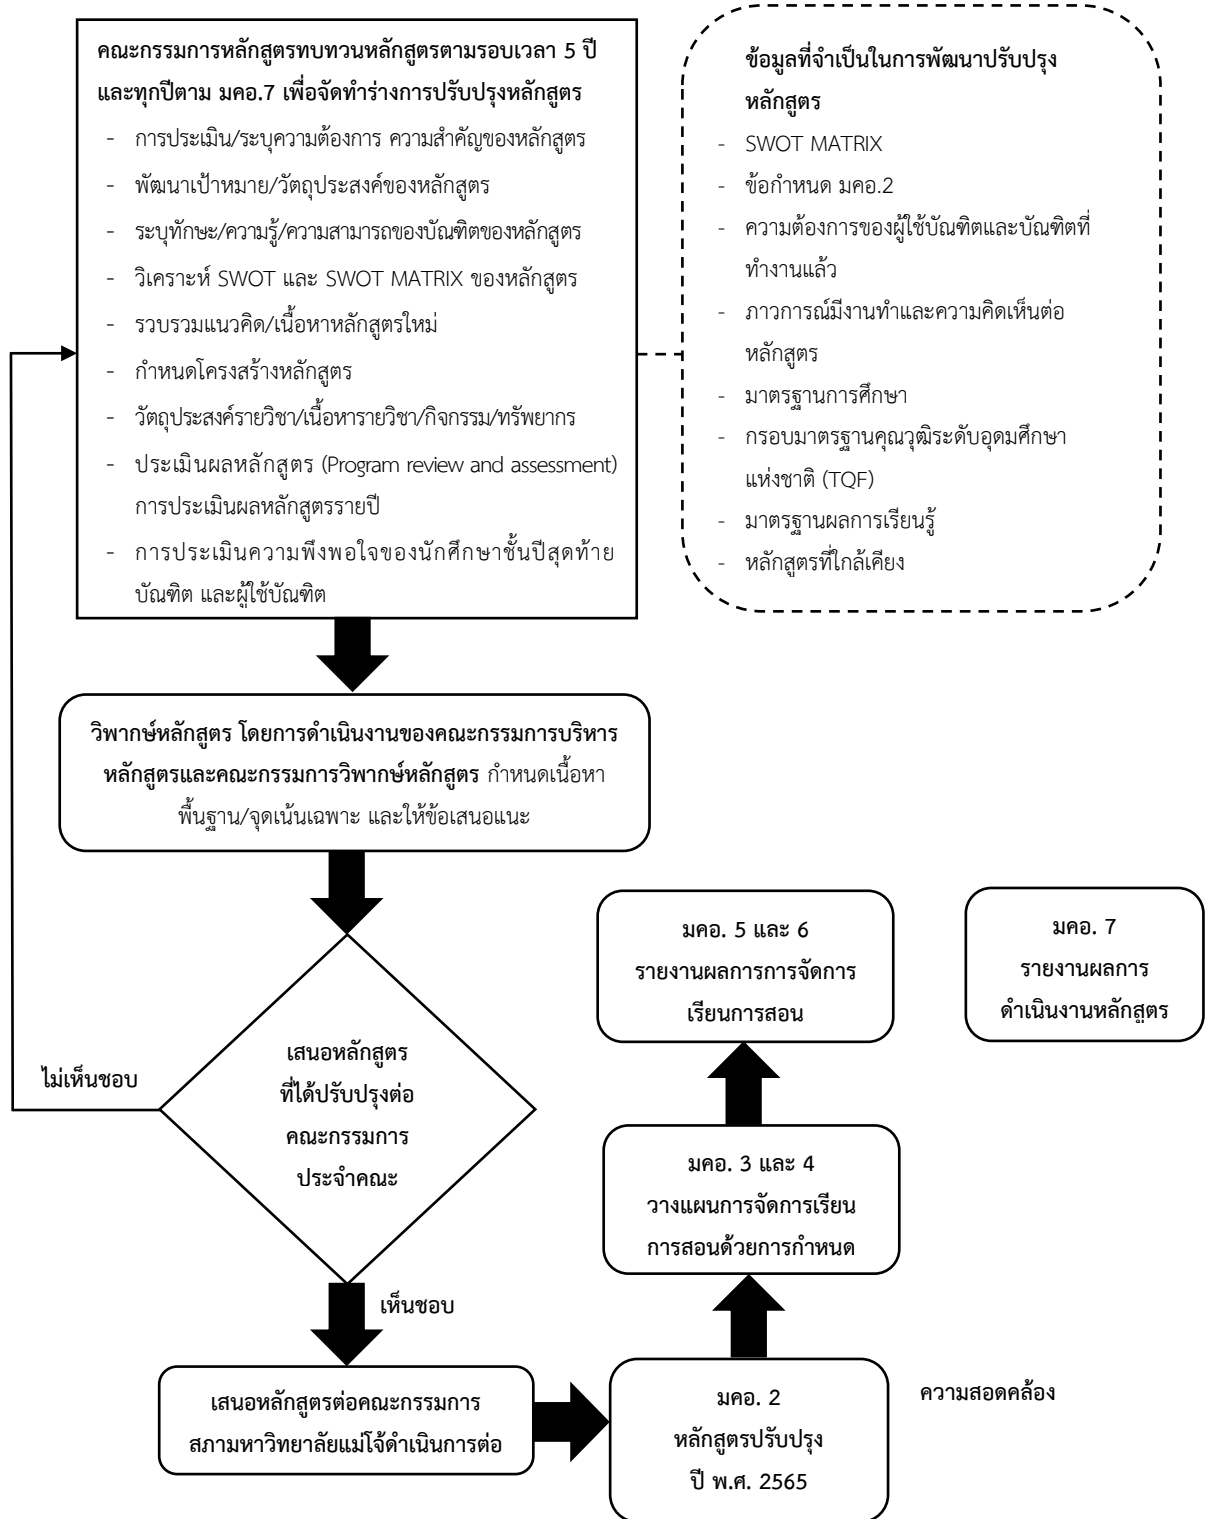 คณะกรรมการหลักสูตรทบทวนหลักสูตรตามรอบเวลา 5 ปี
และทุกปีตาม มคอ.7 เพื่อจัดทำร่างการปรับปรุงหลักสูตร
- การประเมิน/ระบุความต้องการ ความสำคัญของหลักสูตร
- พัฒนาเป้าหมาย/วัตถุประสงค์ของหลักสูตร
- ระบุทักษะ/ความรู้/ความสามารถของบัณฑิตของหลักสูตร
- วิเคราะห์ SWOT และ SWOT MATRIX ของหลักสูตร
- รวบรวมแนวคิด/เนื้อหาหลักสูตรใหม่
- กำหนดโครงสร้างหลักสูตร
- วัตถุประสงค์รายวิชา/เนื้อหารายวิชา/กิจกรรม/ทรัพยากร
- ประเมินผลหลักสูตร (Program review and assessment)
การประเมินผลหลักสูตรรายปี
- การประเมินความพึงพอใจของนักศึกษาชั้นปีสุดท้าย
บัณฑิต และผู้ใช้บัณฑิต
ข้อมูลที่จำเป็นในการพัฒนาปรับปรุง
หลักสูตร
- SWOT MATRIX
- ข้อกำหนด มคอ.2
- ความต้องการของผู้ใช้บัณฑิตและบัณฑิตที่
ทำงานแล้ว
- ภาวการณ์มีงานทำและความคิดเห็นต่อ
หลักสูตร
- มาตรฐานการศึกษา
- กรอบมาตรฐานคุณวุฒิระดับอุดมศึกษา
แห่งชาติ (TQF)
- มาตรฐานผลการเรียนรู้
- หลักสูตรที่ใกล้เคียง
วิพากษ์หลักสูตร โดยการดำเนินงานของคณะกรรมการบริหาร
หลักสูตรและคณะกรรมการวิพากษ์หลักสูตร กำหนดเนื้อหา
พื้นฐาน/จุดเน้นเฉพาะ และให้ข้อเสนอแนะ
เสนอหลักสูตร
ที่ได้ปรับปรุงต่อ
คณะกรรมการ
ประจำคณะ
ไม่เห็นชอบ
เห็นชอบ
เสนอหลักสูตรต่อคณะกรรมการ
สภามหาวิทยาลัยแม่โจ้ดำเนินการต่อ
มคอ. 5 และ 6
รายงานผลการการจัดการ
เรียนการสอน
มคอ. 7
รายงานผลการ
ดำเนินงานหลักสูตร
มคอ. 3 และ 4
วางแผนการจัดการเรียน
การสอนด้วยการกำหนด
มคอ. 2
หลักสูตรปรับปรุง
ปี พ.ศ. 2565
ความสอดคล้อง